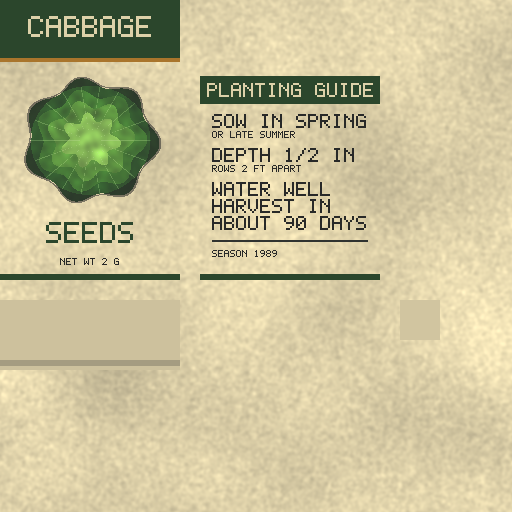 CABBAGE
SEEDS
NET WT 2 G
PLANTING GUIDE
SOW IN SPRING
OR LATE SUMMER
DEPTH 1/2 IN
ROWS 2 FT APART
WATER WELL
HARVEST IN
ABOUT 90 DAYS
SEASON 1989